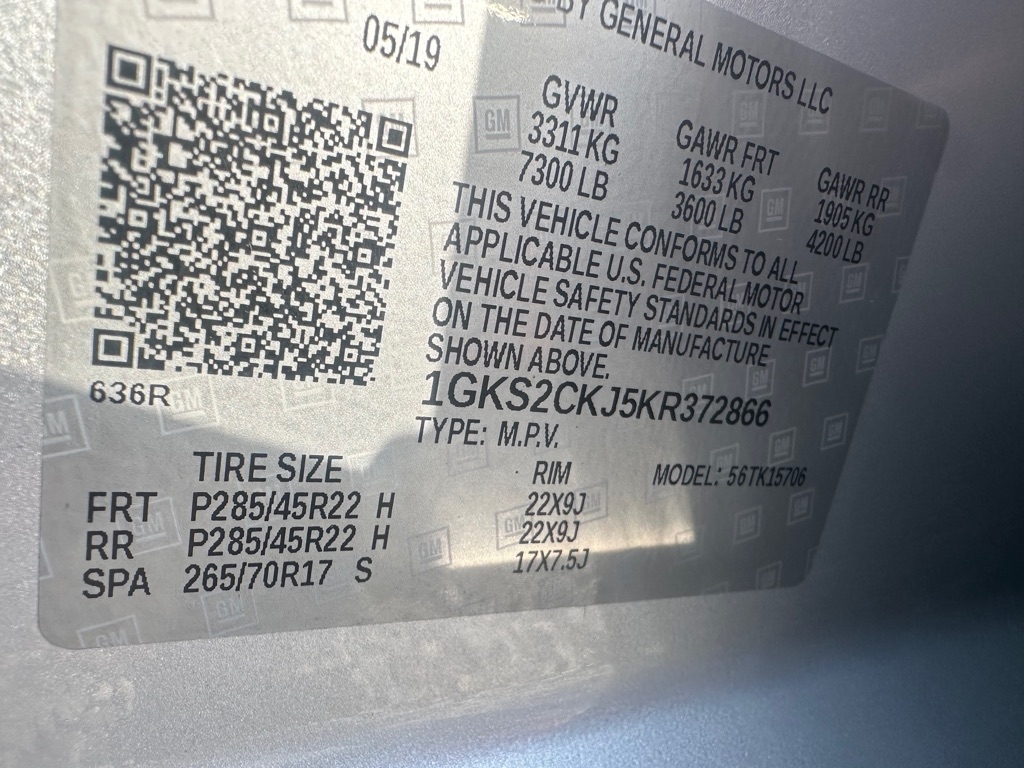 BY GENERAL MOTORS LLC
05/19
GVWR
3311 KG
7300 LB
GAWR FRT
1633 KG
3600 LB
GAWR RR
1905 KG
4200 LB
THIS VEHICLE CONFORMS TO ALL
APPLICABLE U.S. FEDERAL MOTOR
VEHICLE SAFETY STANDARDS IN EFFECT
ON THE DATE OF MANUFACTURE
SHOWN ABOVE.
1GKS2CKJ5KR372866
TYPE: M.P.V.
636R
TIRE SIZE RIM MODEL: 56TK15706
FRT P285/45R22 H 22X9J
RR P285/45R22 H 22X9J
SPA 265/70R17 S 17X7.5J
GM